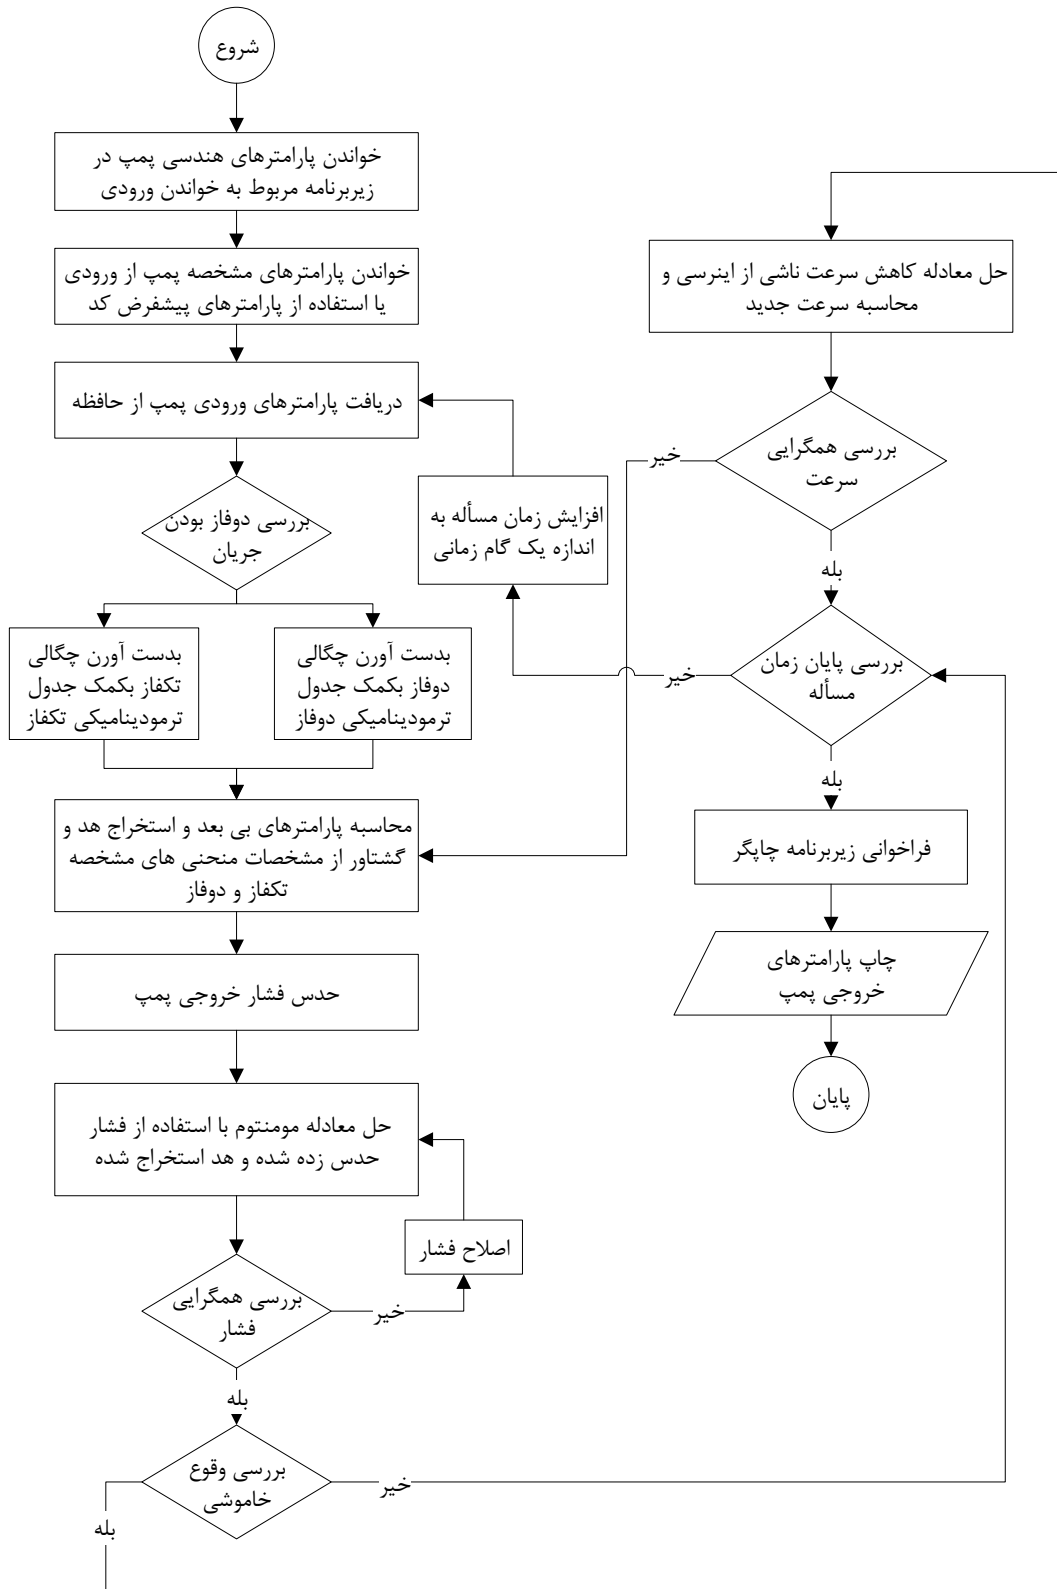 شروع
خواندن پارامترهای هندسی پمپ در
زیربرنامه مربوط به خواندن ورودی
خواندن پارامترهای مشخصه پمپ از ورودی
یا استفاده از پارامترهای پیشفرض کد
دریافت پارامترهای ورودی پمپ از حافظه
بررسی دوفاز بودن
جریان
بدست آورن چگالی
تکفاز بکمک جدول
ترمودینامیکی تکفاز
بدست آورن چگالی
دوفاز بکمک جدول
ترمودینامیکی دوفاز
محاسبه پارامترهای بی بعد و استخراج هد و
گشتاور از مشخصات منحنی های مشخصه
تکفاز و دوفاز
حدس فشار خروجی پمپ
حل معادله مومنتوم با استفاده از فشار
حدس زده شده و هد استخراج شده
اصلاح فشار
بررسی همگرایی
فشار
خیر
بله
بررسی وقوع
خاموشی
خیر
بله
حل معادله کاهش سرعت ناشی از اینرسی و
محاسبه سرعت جدید
بررسی همگرایی
سرعت
خیر
بله
افزایش زمان مسأله به
اندازه یک گام زمانی
بررسی پایان زمان
مسأله
خیر
بله
فراخوانی زیربرنامه چاپگر
چاپ پارامترهای
خروجی پمپ
پایان